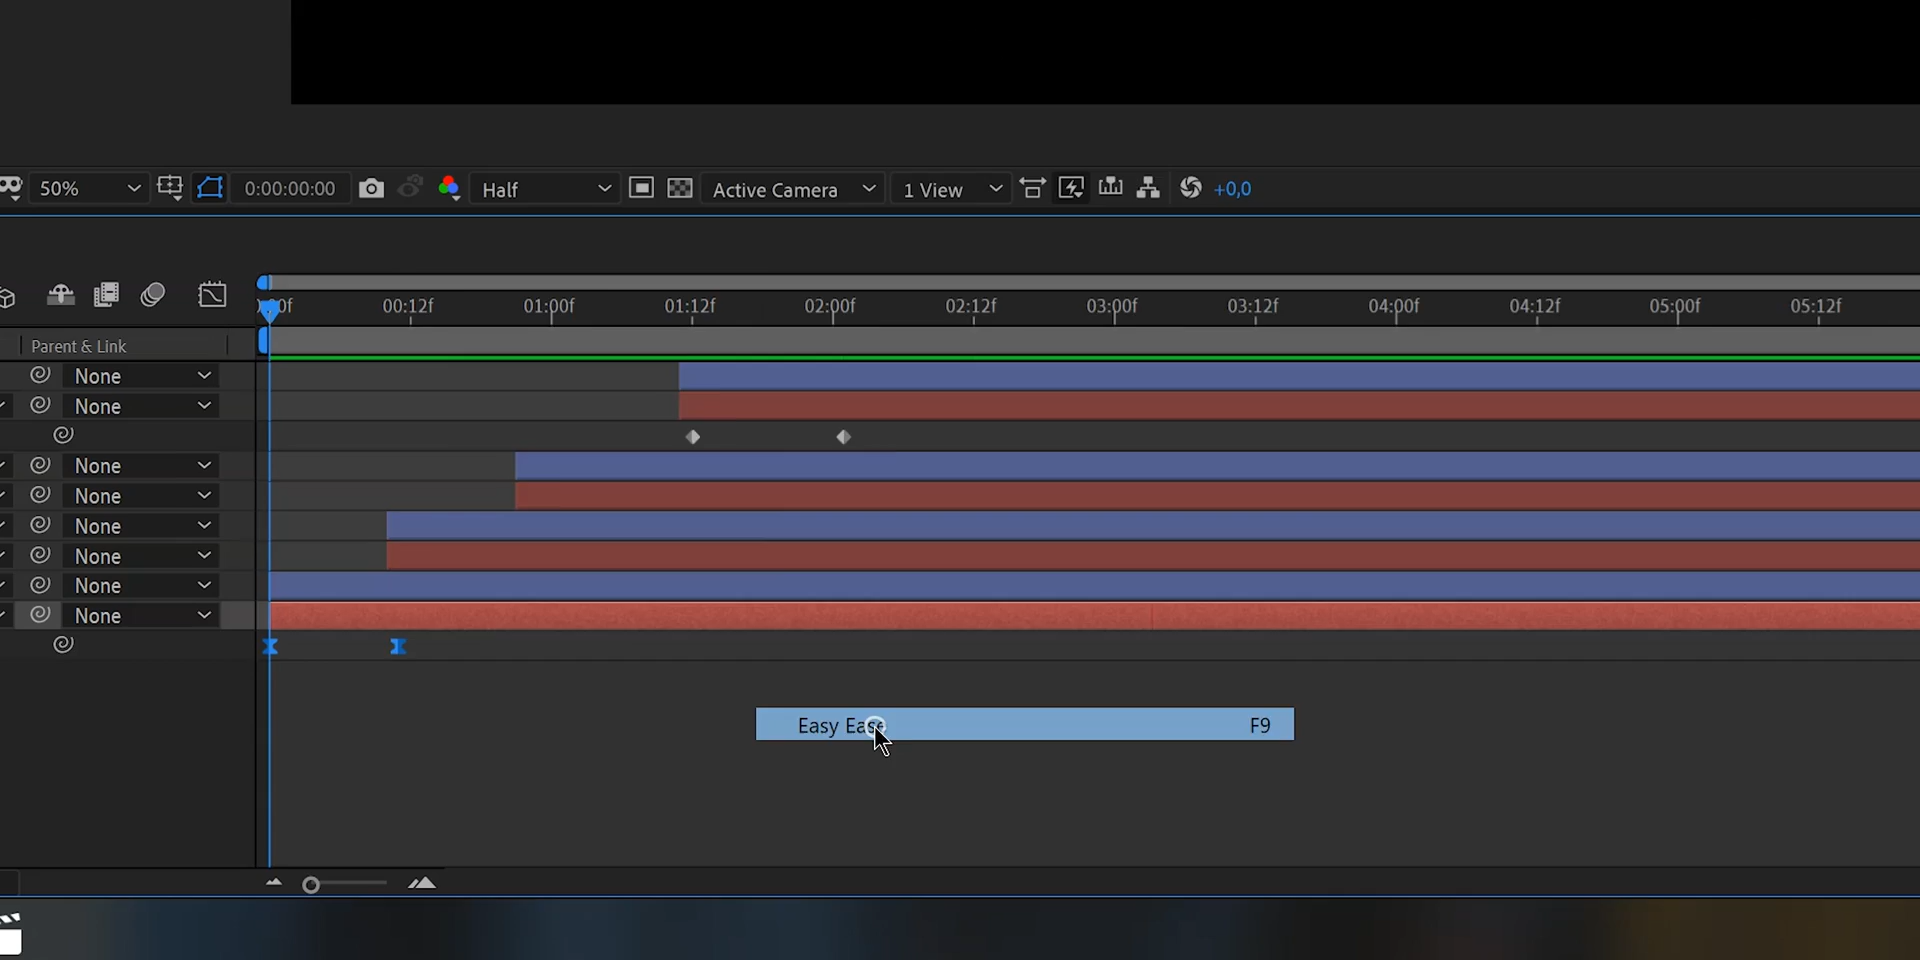 50%
0:00:00:00
Half
Active Camera
1 View
+0,0
00:12f
01:00f
01:12f
02:00f
02:12f
03:00f
03:12f
04:00f
04:12f
05:00f
05:12f
Parent & Link
None
None
None
None
None
None
None
None
Easy Ease F9